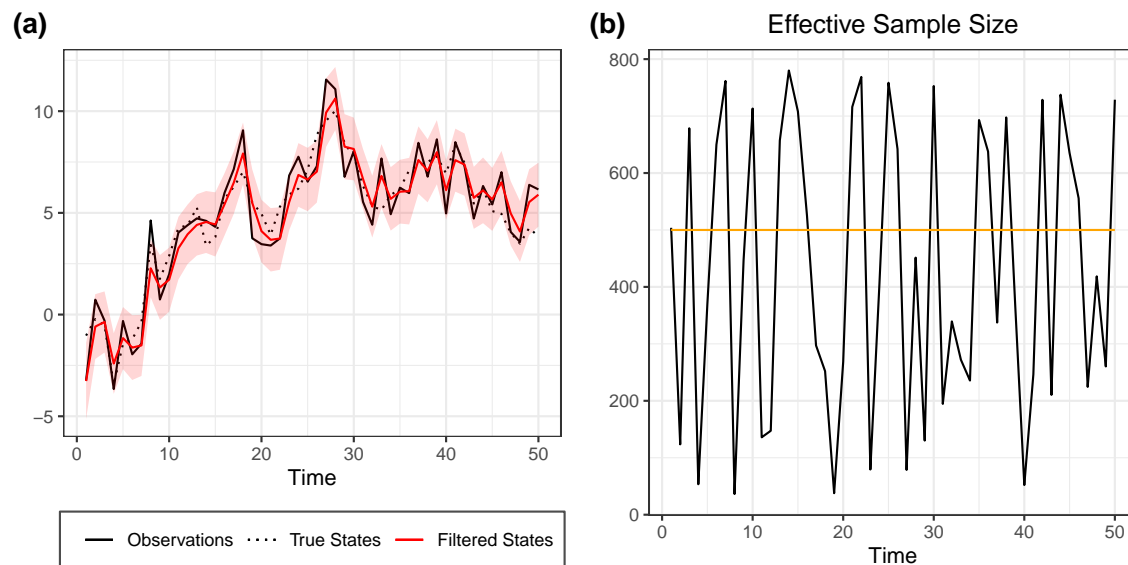 (a)
10
5
0
−5
0 10 20 30 40 50
Time
Observations True States Filtered States
(b) Effective Sample Size
800
600
400
200
0
0 10 20 30 40 50
Time